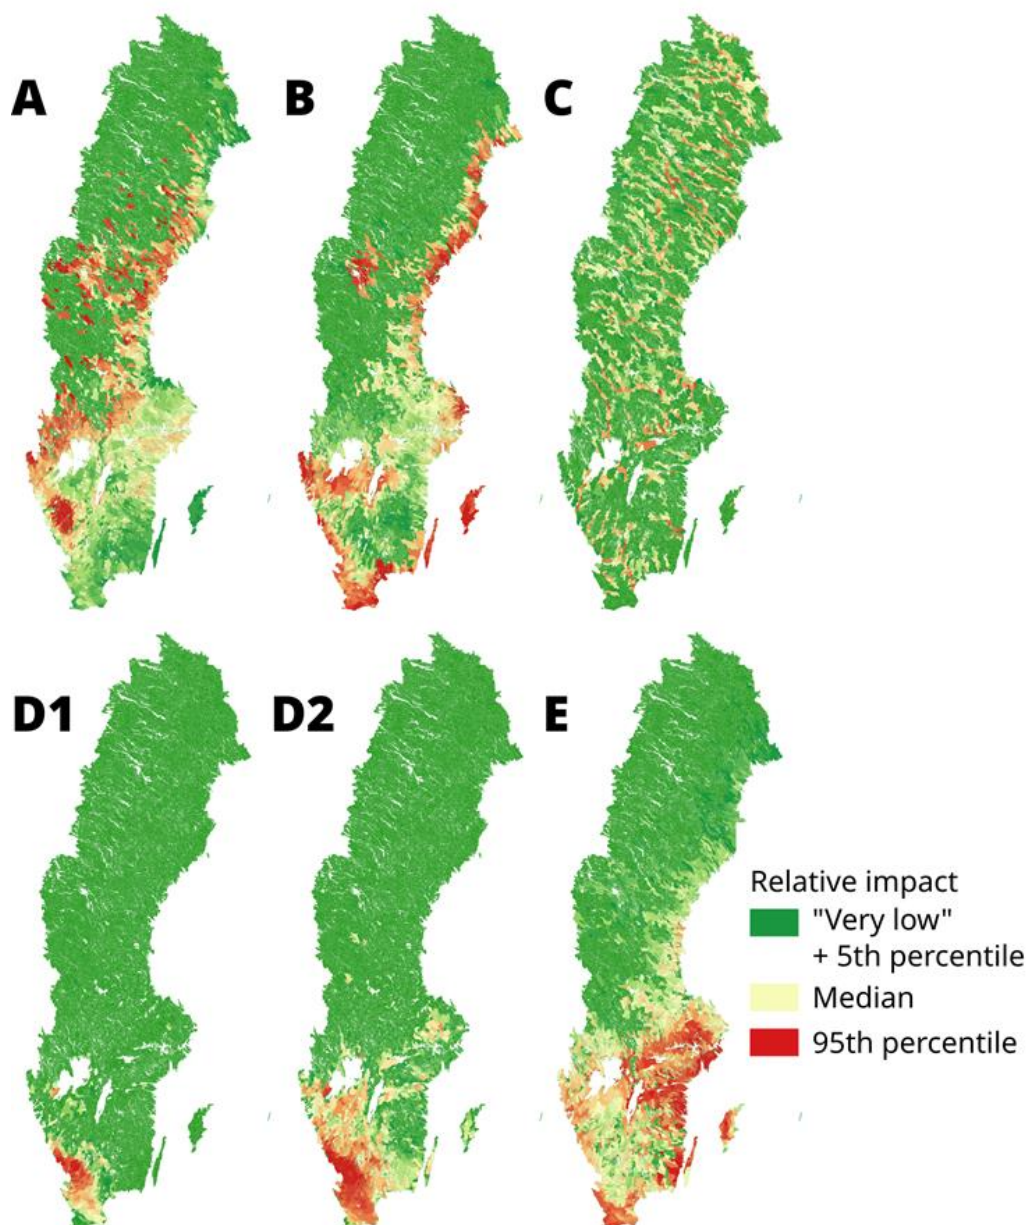 A
B
C
D1
D2
E
Relative impact
"Very low"
+ 5th percentile
Median
95th percentile